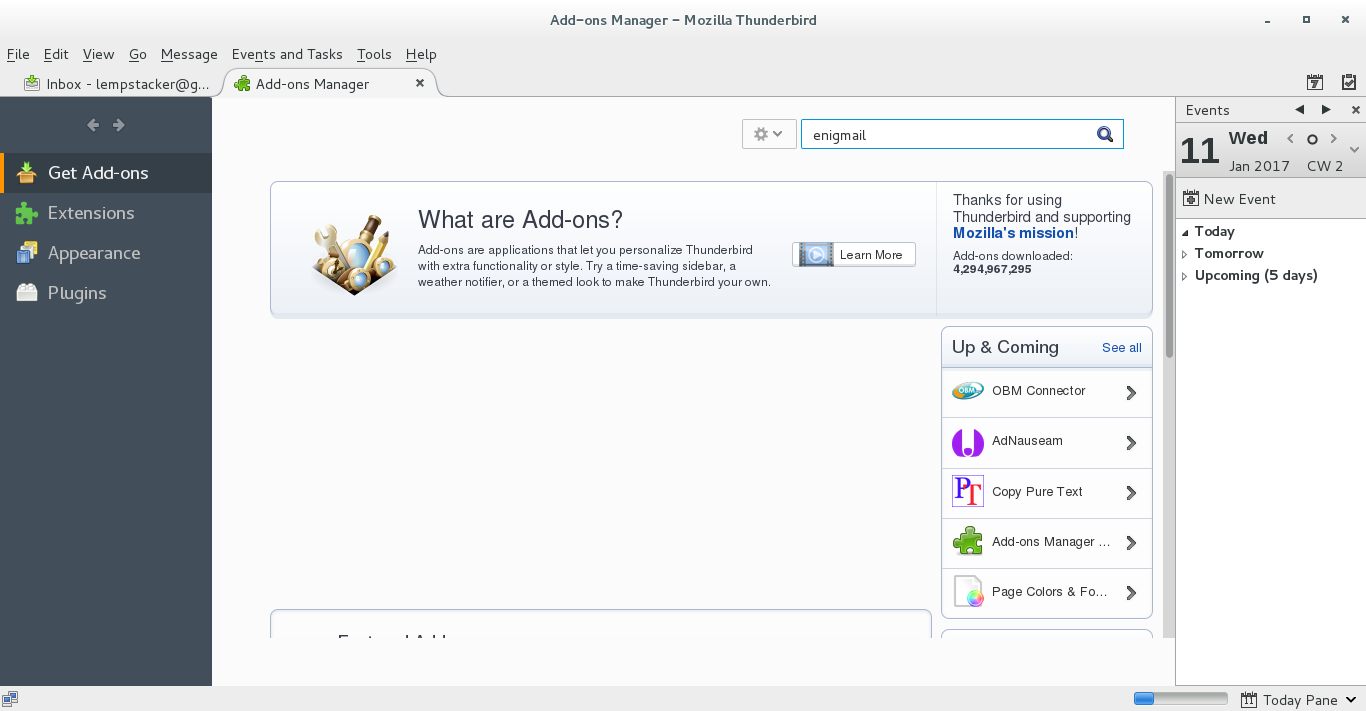 Add-ons Manager - Mozilla Thunderbird
File Edit View Go Message Events and Tasks Tools Help
Inbox - lempstacker@g...
Add-ons Manager
7
Get Add-ons
Extensions
Appearance
Plugins
enigmail
What are Add-ons?
Add-ons are applications that let you personalize Thunderbird
with extra functionality or style. Try a time-saving sidebar, a
weather notifier, or a themed look to make Thunderbird your own.
Learn More
Thanks for using
Thunderbird and supporting
Mozilla's mission!
Add-ons downloaded:
4,294,967,295
Up & Coming
See all
OBM
OBM Connector
AdNauseam
PT
Copy Pure Text
Add-ons Manager ...
Page Colors & Fo...
Events
11
Wed
Jan 2017
CW 2
New Event
Today
Tomorrow
Upcoming (5 days)
11
Today Pane